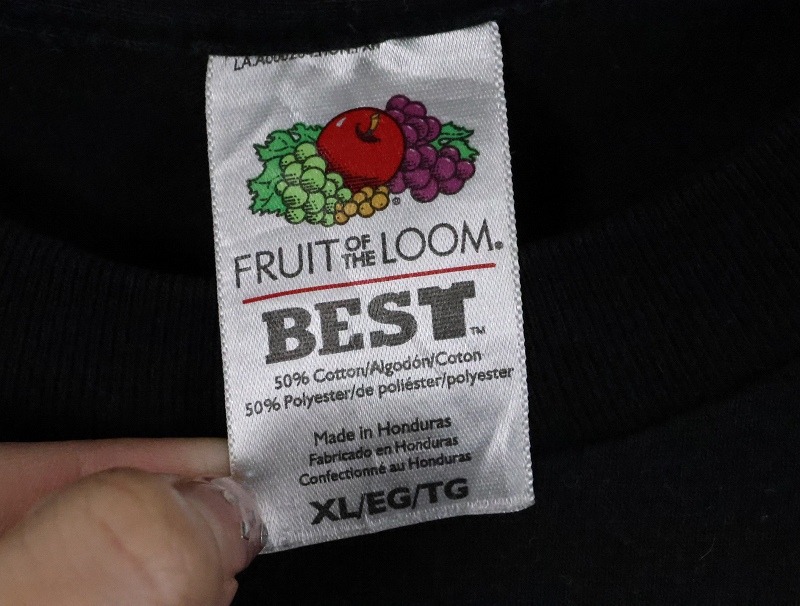 FRUIT OF THE LOOM®
BEST™
50% Cotton/Algodón/Coton
50% Polyester/de poliéster/polyester
Made in Honduras
Fabricado en Honduras
Confectionné au Honduras
XL/EG/TG